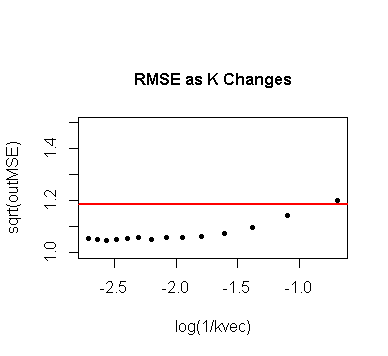 RMSE as K Changes
sqrt(outMSE)
1.4
1.2
1.0
-2.5 -2.0 -1.5 -1.0
log(1/kvec)